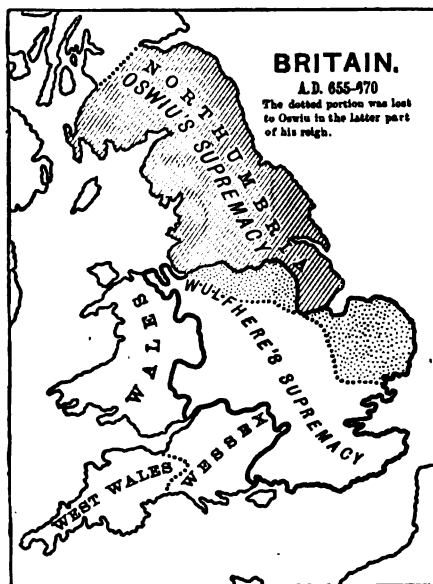 BRITAIN.
A.D. 655-670
The dotted portion was lost
to Oswiu in the latter part
of his reign.
NORTHUMBRIA
OSWIU'S SUPREMACY
WULFHERE'S SUPREMACY
WALES
WESSEX
WEST WALES